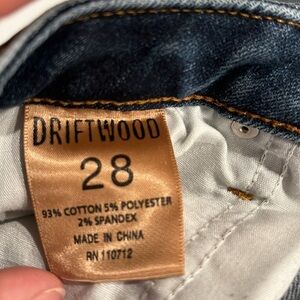 DRIFTWOOD
28
93% COTTON 5% POLYESTER
2% SPANDEX
MADE IN CHINA
RN 110712